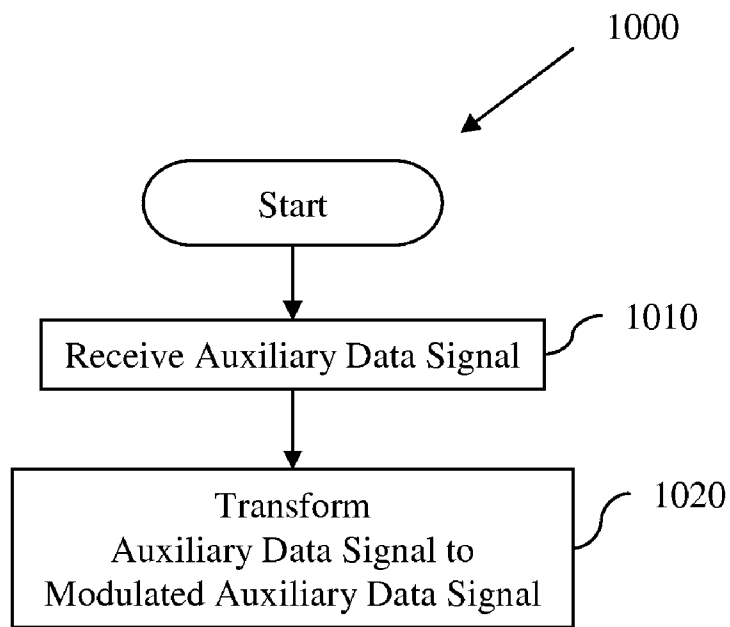 1000
Start
1010
Receive Auxiliary Data Signal
1020
Transform
Auxiliary Data Signal to
Modulated Auxiliary Data Signal